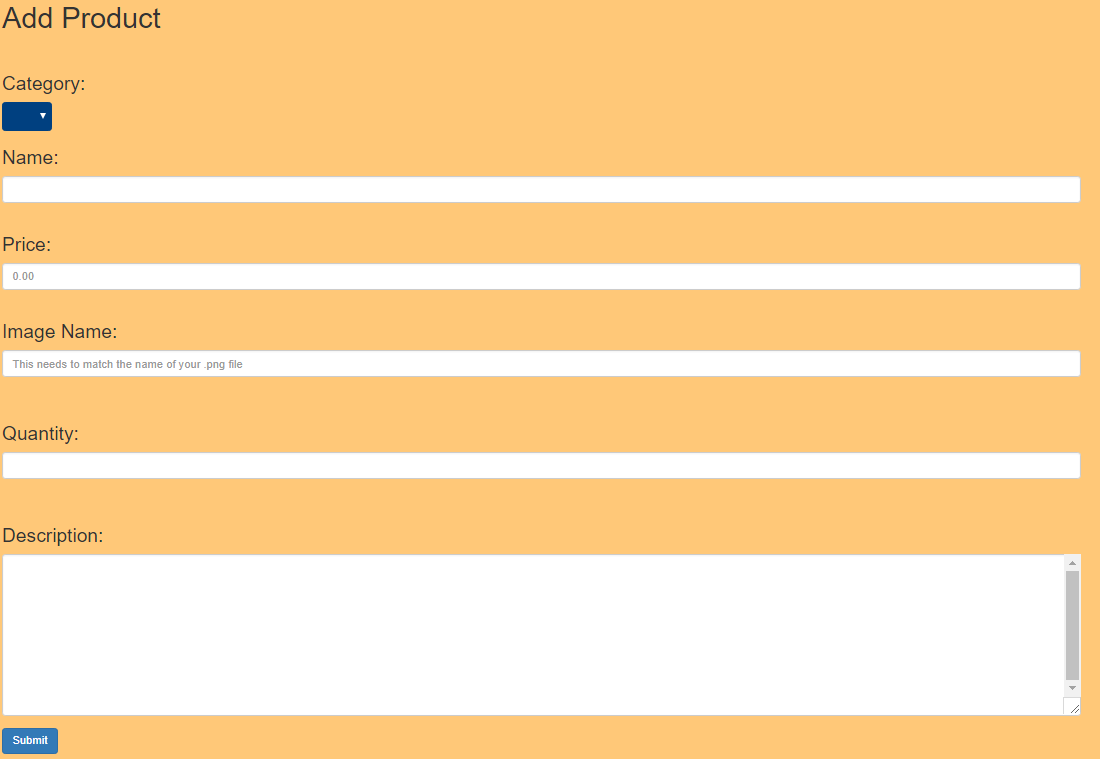 Add Product
Category:
Name:
Price:
0.00
Image Name:
This needs to match the name of your .png file
Quantity:
Description:
Submit